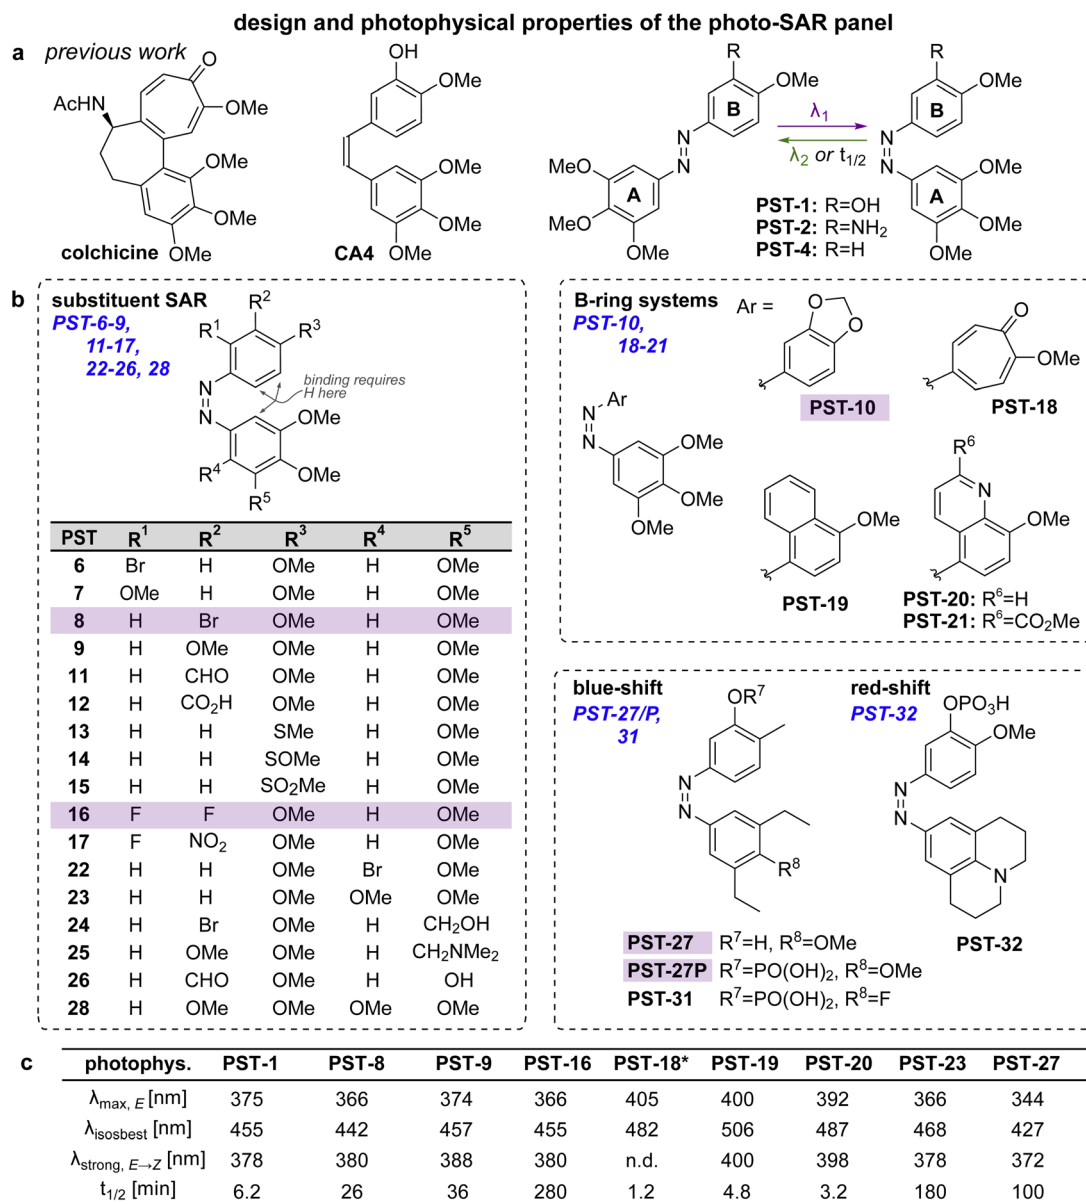 design and photophysical properties of the photo-SAR panel
a previous work
O
AcHN
OMe
OMe
OMe
OMe
colchicine
OH
OMe
OMe
OMe
OMe
CA4
R
OMe
B
N
N
MeO
A
MeO
OMe
λ1
λ2 or t1/2
PST-1: R=OH
PST-2: R=NH2
PST-4: R=H
R
OMe
B
N
N
OMe
A
OMe
OMe
b substituent SAR
PST-6-9,
11-17,
22-26, 28
R2
R1 R3
binding requires
H here
N
N
OMe
OMe
R4
R5
PST R1 R2 R3 R4 R5
6 Br H OMe H OMe
7 OMe H OMe H OMe
8 H Br OMe H OMe
9 H OMe OMe H OMe
11 H CHO OMe H OMe
12 H CO2H OMe H OMe
13 H H SMe H OMe
14 H H SOMe H OMe
15 H H SO2Me H OMe
16 F F OMe H OMe
17 F NO2 OMe H OMe
22 H H OMe Br OMe
23 H H OMe OMe OMe
24 H Br OMe H CH2OH
25 H OMe OMe H CH2NMe2
26 H CHO OMe H OH
28 H OMe OMe OMe OMe
B-ring systems
PST-10,
18-21
Ar =
N Ar
N
OMe
OMe
OMe
O
O
PST-10
O
OMe
PST-18
OMe
PST-19
R6
N
OMe
PST-20: R6=H
PST-21: R6=CO2Me
blue-shift
PST-27/P,
31
OR7
N
N
R8
PST-27 R7=H, R8=OMe
PST-27P R7=PO(OH)2, R8=OMe
PST-31 R7=PO(OH)2, R8=F
red-shift
PST-32
OPO3H
OMe
N
N
N
PST-32
c photophys. PST-1 PST-8 PST-9 PST-16 PST-18* PST-19 PST-20 PST-23 PST-27
λmax, E [nm] 375 366 374 366 405 400 392 366 344
λisosbest [nm] 455 442 457 455 482 506 487 468 427
λstrong, E→Z [nm] 378 380 388 380 n.d. 400 398 378 372
t1/2 [min] 6.2 26 36 280 1.2 4.8 3.2 180 100